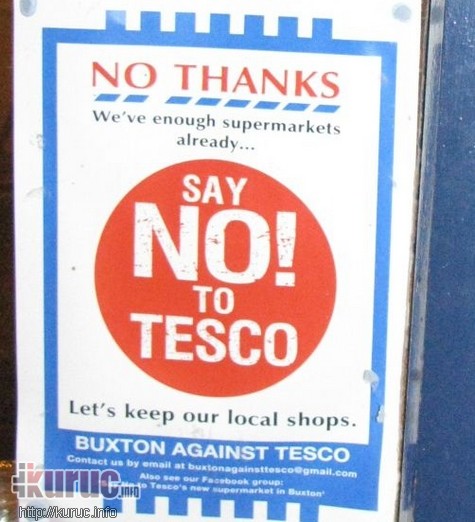 NO THANKS
We've enough supermarkets
already...
SAY
NO!
TO
TESCO
Let's keep our local shops.
BUXTON AGAINST TESCO
Contact us by email at buxtonagainsttesco@gmail.com
Also see our Facebook group:
to Tesco's new supermarket in Buxton'
kuruc.info
http://kuruc.info